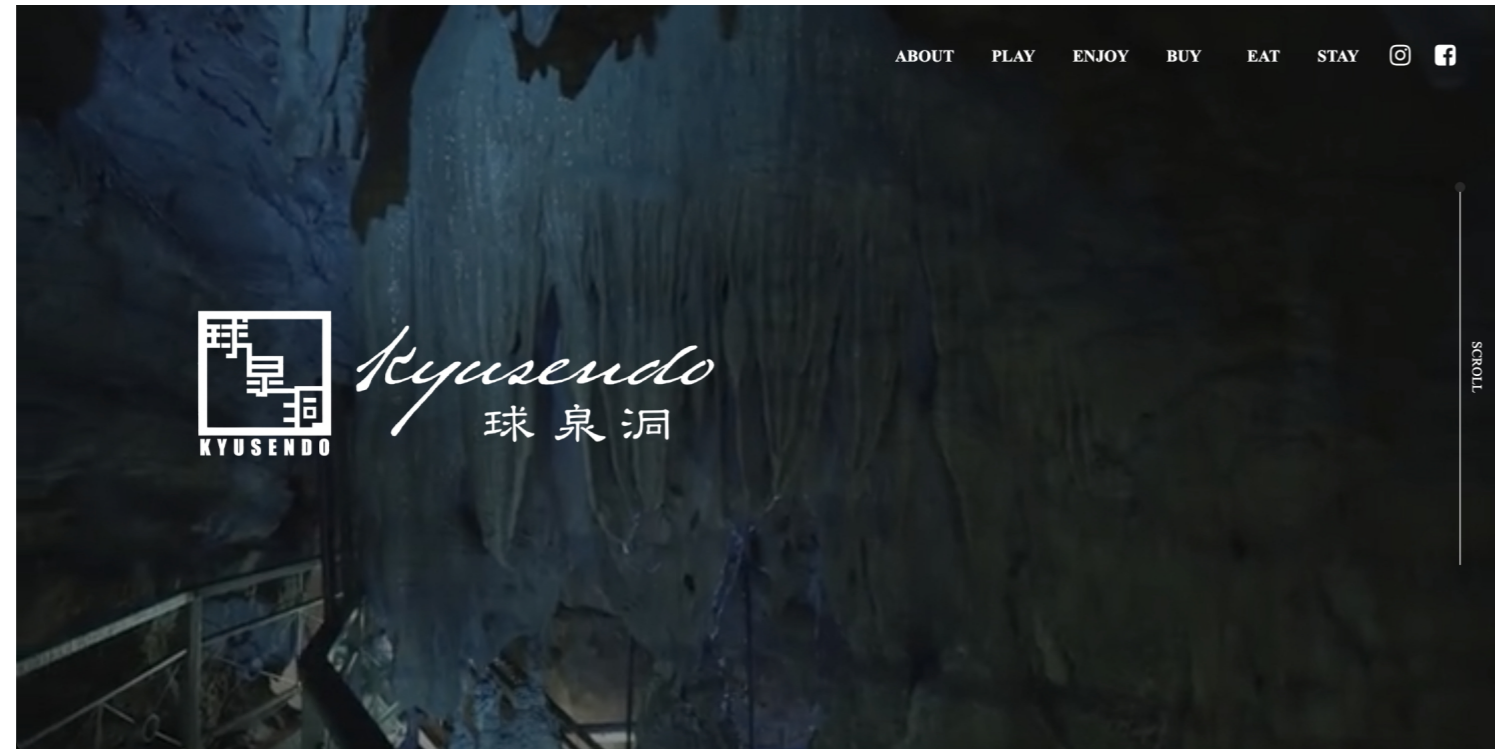 ABOUT PLAY ENJOY BUY EAT STAY
SCROLL
球泉洞
KYUSENDO
Kyusendo
球泉洞